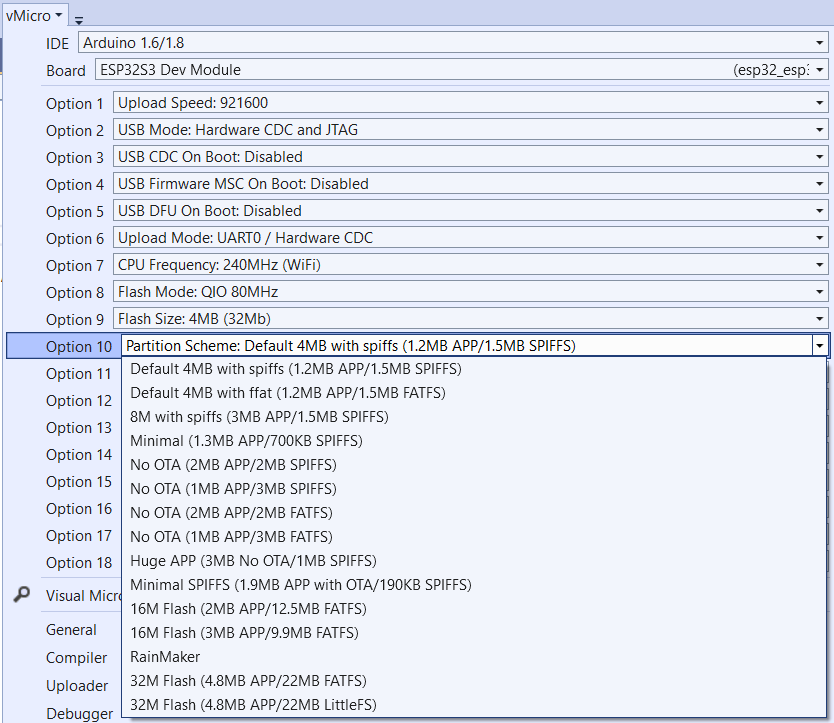 vMicro
IDE Arduino 1.6/1.8
Board ESP32S3 Dev Module (esp32_esp:
Option 1 Upload Speed: 921600
Option 2 USB Mode: Hardware CDC and JTAG
Option 3 USB CDC On Boot: Disabled
Option 4 USB Firmware MSC On Boot: Disabled
Option 5 USB DFU On Boot: Disabled
Option 6 Upload Mode: UART0 / Hardware CDC
Option 7 CPU Frequency: 240MHz (WiFi)
Option 8 Flash Mode: QIO 80MHz
Option 9 Flash Size: 4MB (32Mb)
Option 10 Partition Scheme: Default 4MB with spiffs (1.2MB APP/1.5MB SPIFFS)
Default 4MB with spiffs (1.2MB APP/1.5MB SPIFFS)
Option 11
Default 4MB with ffat (1.2MB APP/1.5MB FATFS)
Option 12
8M with spiffs (3MB APP/1.5MB SPIFFS)
Option 13
Minimal (1.3MB APP/700KB SPIFFS)
Option 14
No OTA (2MB APP/2MB SPIFFS)
Option 15
No OTA (1MB APP/3MB SPIFFS)
Option 16
No OTA (2MB APP/2MB FATFS)
Option 17
No OTA (1MB APP/3MB FATFS)
Option 18
Huge APP (3MB No OTA/1MB SPIFFS)
Minimal SPIFFS (1.9MB APP with OTA/190KB SPIFFS)
Visual Micr
16M Flash (2MB APP/12.5MB FATFS)
General
16M Flash (3MB APP/9.9MB FATFS)
Compiler
RainMaker
Uploader
32M Flash (4.8MB APP/22MB FATFS)
Debugger
32M Flash (4.8MB APP/22MB LittleFS)